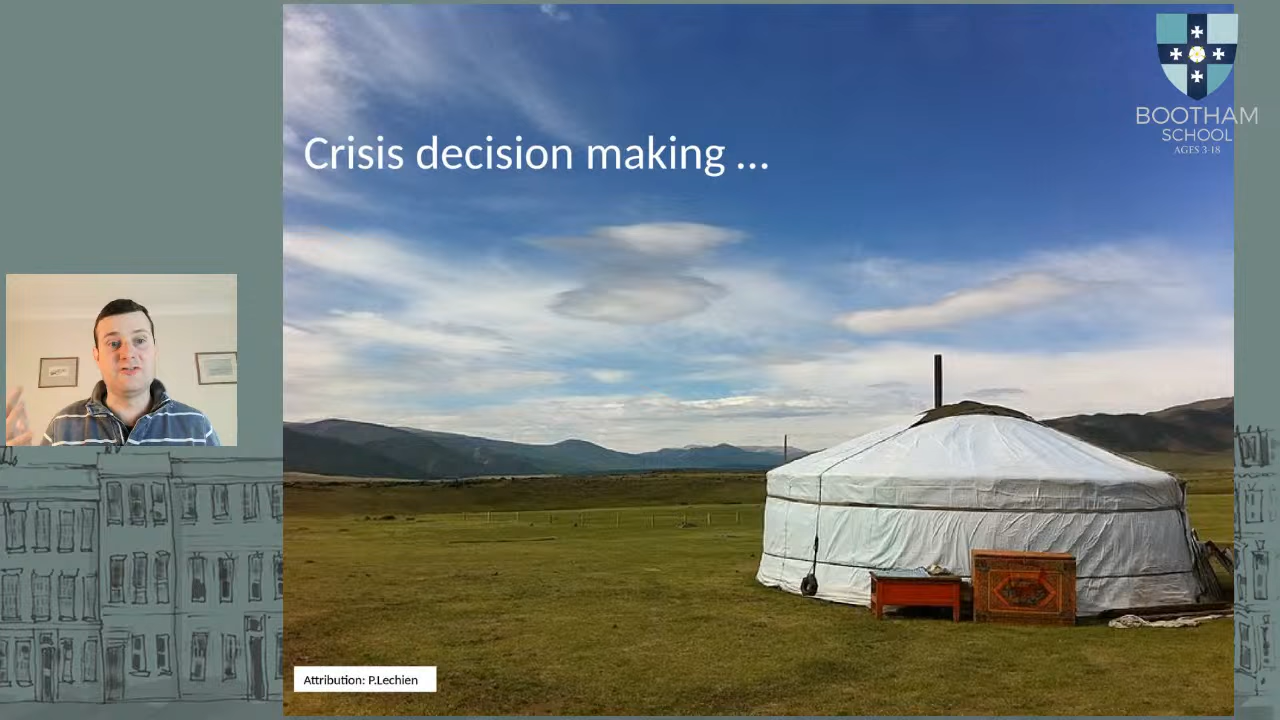 Crisis decision making ...
BOOTHAM
SCHOOL
AGES 3-18
Attribution: P.Lechien